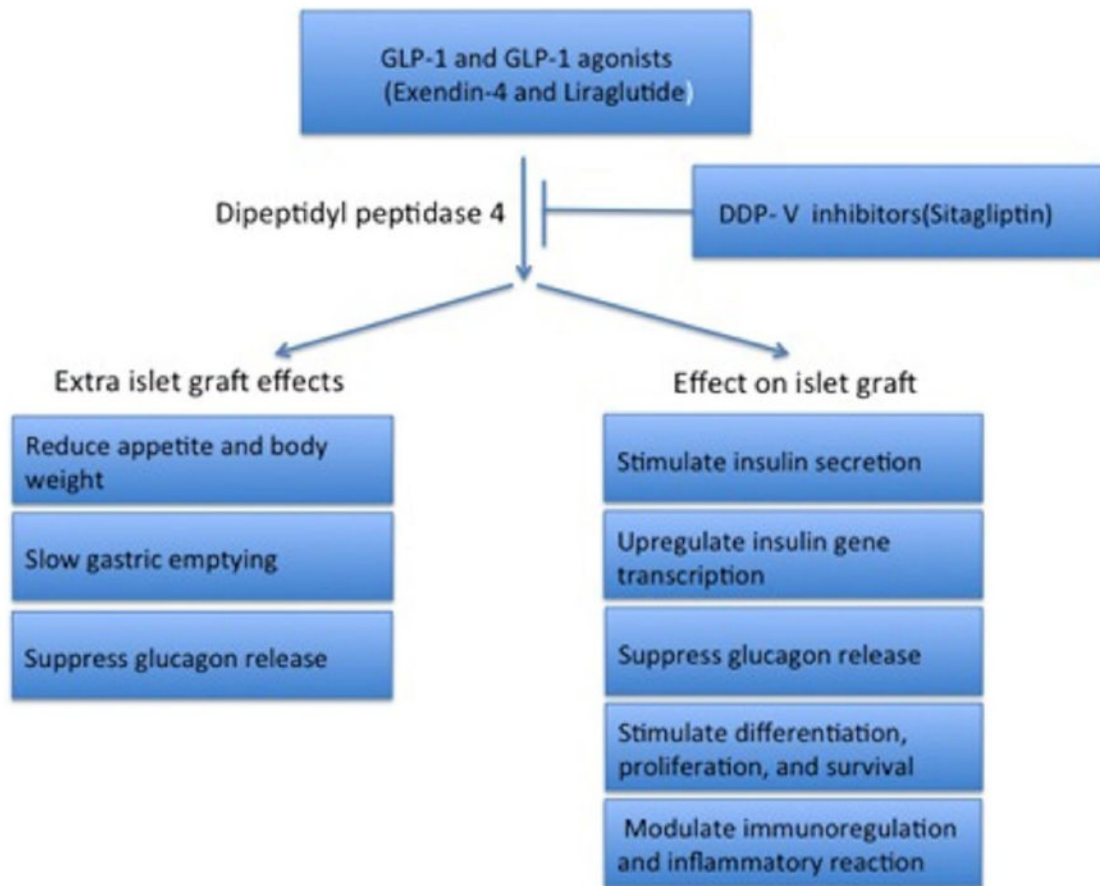 GLP-1 and GLP-1 agonists
(Exendin-4 and Liraglutide)
Dipeptidyl peptidase 4
DDP- V inhibitors(Sitagliptin)
Extra islet graft effects
Reduce appetite and body
weight
Slow gastric emptying
Suppress glucagon release
Effect on islet graft
Stimulate insulin secretion
Upregulate insulin gene
transcription
Suppress glucagon release
Stimulate differentiation,
proliferation, and survival
Modulate immunoregulation
and inflammatory reaction